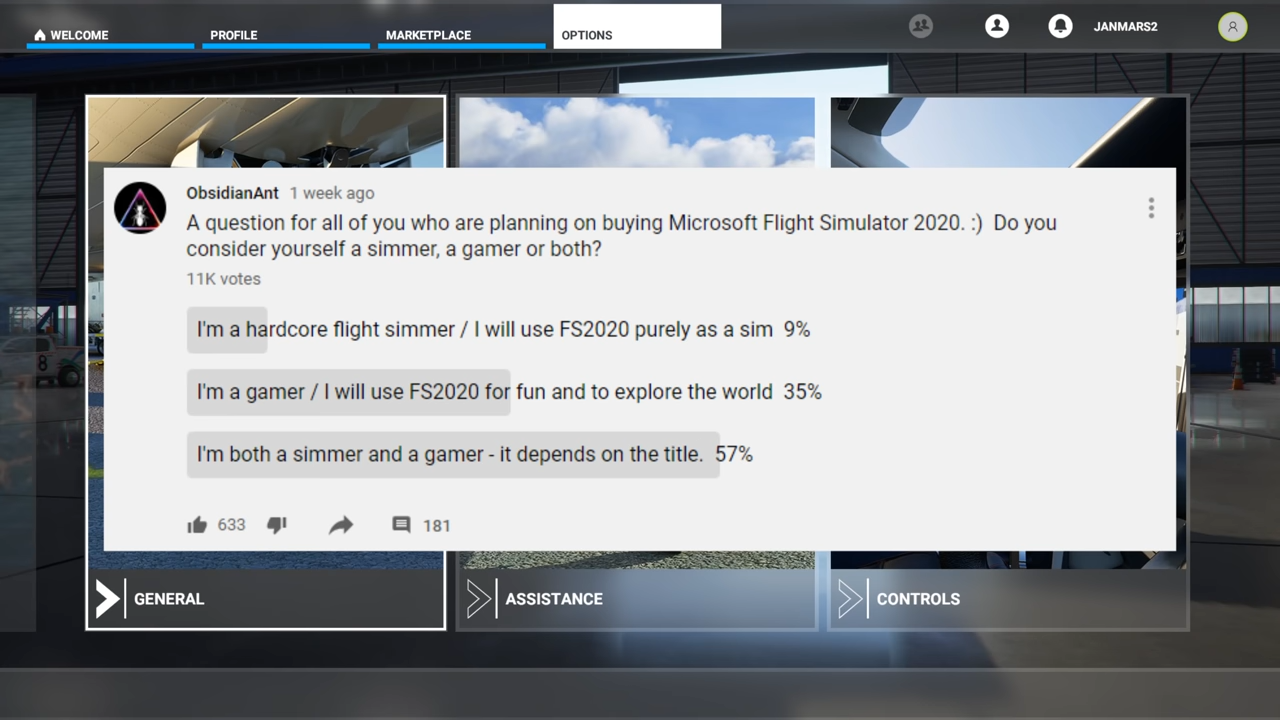 WELCOME
PROFILE
MARKETPLACE
OPTIONS
JANMARS2
ObsidianAnt 1 week ago
A question for all of you who are planning on buying Microsoft Flight Simulator 2020. :) Do you
consider yourself a simmer, a gamer or both?
11K votes
I'm a hardcore flight simmer / I will use FS2020 purely as a sim 9%
I'm a gamer / I will use FS2020 for fun and to explore the world 35%
I'm both a simmer and a gamer - it depends on the title. 57%
633
181
8
GENERAL
ASSISTANCE
CONTROLS